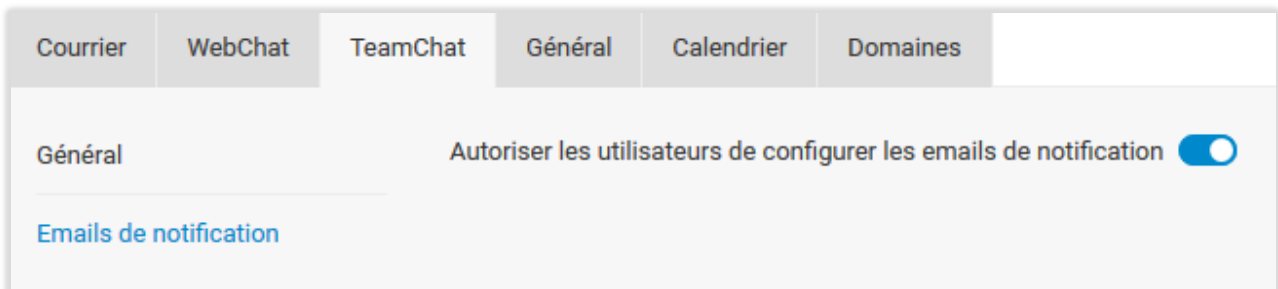 Courrier WebChat TeamChat Général Calendrier Domaines
Général
Autoriser les utilisateurs de configurer les emails de notification
Emails de notification